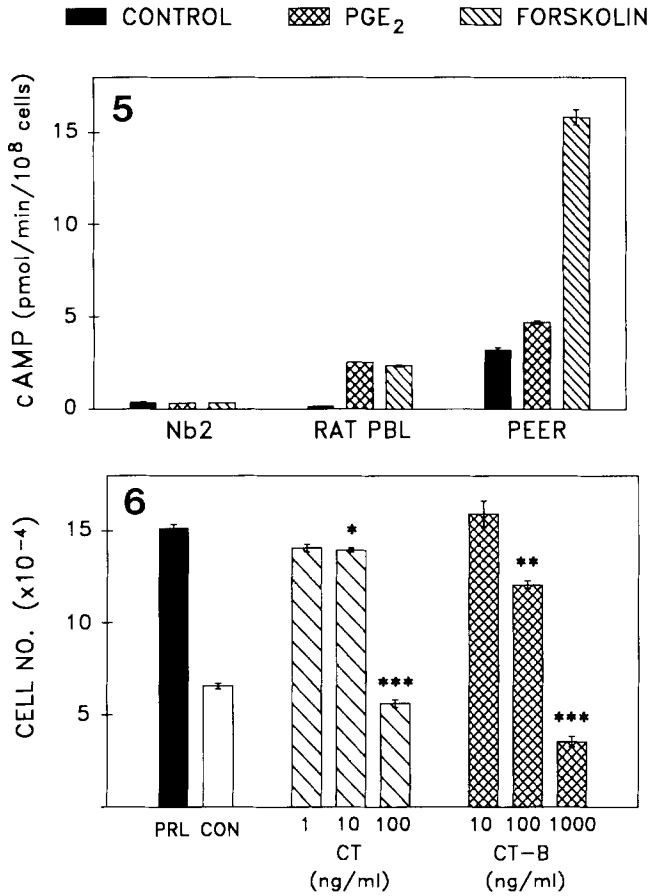 CONTROL PGE2 FORSKOLIN
5
cAMP (pmol/min/10^8 cells)
15
10
5
0
Nb2 RAT PBL PEER
6
CELL NO. (x10^-4)
15
10
5
* *** ** ***
PRL CON 1 10 100 10 100 1000
CT CT-B
(ng/ml) (ng/ml)